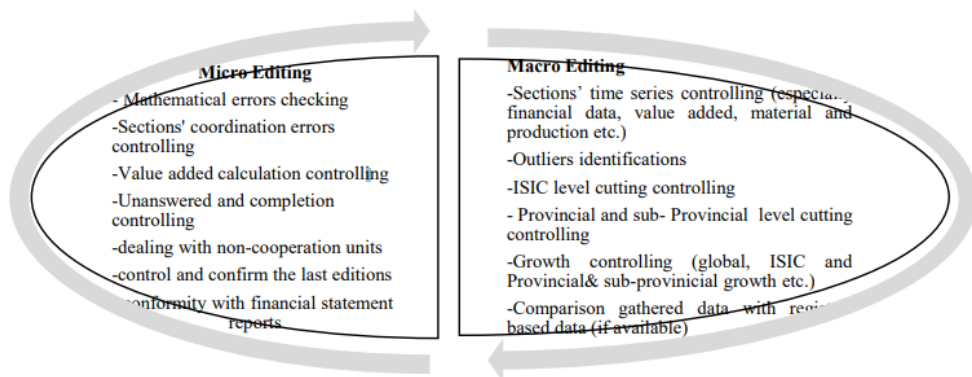 Micro Editing
- Mathematical errors checking
-Sections' coordination errors
controlling
-Value added calculation controlling
-Unanswered and completion
controlling
-dealing with non-cooperation units
-control and confirm the last editions
conformity with financial statement
reports
Macro Editing
-Sections' time series controlling (especially
financial data, value added, material and
production etc.)
-Outliers identifications
-ISIC level cutting controlling
- Provincial and sub- Provincial level cutting
controlling
-Growth controlling (global, ISIC and
Provincial& sub-provinicial growth etc.)
-Comparison gathered data with
based data (if available)